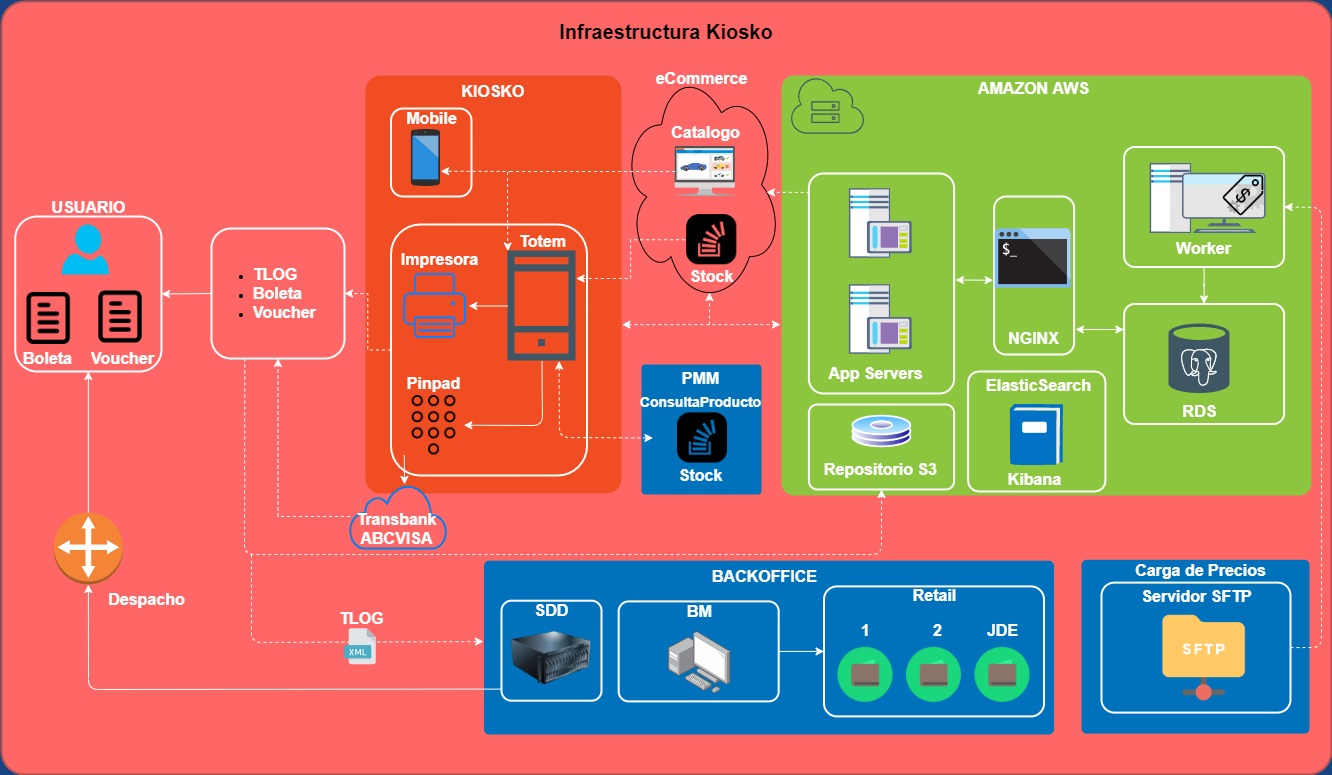 Infraestructura Kiosko
KIOSKO
Mobile
Totem
Impresora
Pinpad
eCommerce
Catalogo
Stock
AMAZON AWS
App Servers
$_
NGINX
Worker
$
RDS
ElasticSearch
Kibana
Repositorio S3
USUARIO
Boleta
Voucher
• TLOG
• Boleta
• Voucher
PMM
ConsultaProducto
Stock
Transbank
ABCVISA
Despacho
TLOG
XML
BACKOFFICE
SDD
BM
Retail
1
2
JDE
Carga de Precios
Servidor SFTP
SFTP